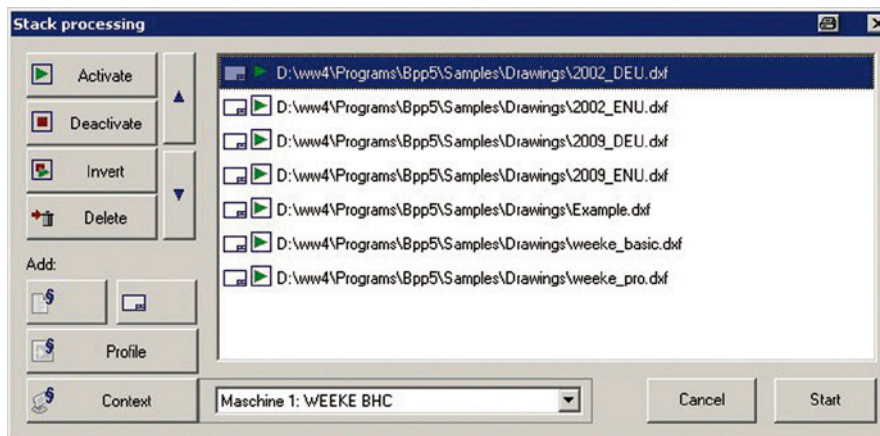 Stack processing
Activate
Deactivate
Invert
Delete
Add:
Profile
Context
D:\ww4\Programs\Bpp5\Samples\Drawings\2002_DEU.dxf
D:\ww4\Programs\Bpp5\Samples\Drawings\2002_ENU.dxf
D:\ww4\Programs\Bpp5\Samples\Drawings\2009_DEU.dxf
D:\ww4\Programs\Bpp5\Samples\Drawings\2009_ENU.dxf
D:\ww4\Programs\Bpp5\Samples\Drawings\Example.dxf
D:\ww4\Programs\Bpp5\Samples\Drawings\weeke_basic.dxf
D:\ww4\Programs\Bpp5\Samples\Drawings\weeke_pro.dxf
Maschine 1: WEEKE BHC
Cancel
Start